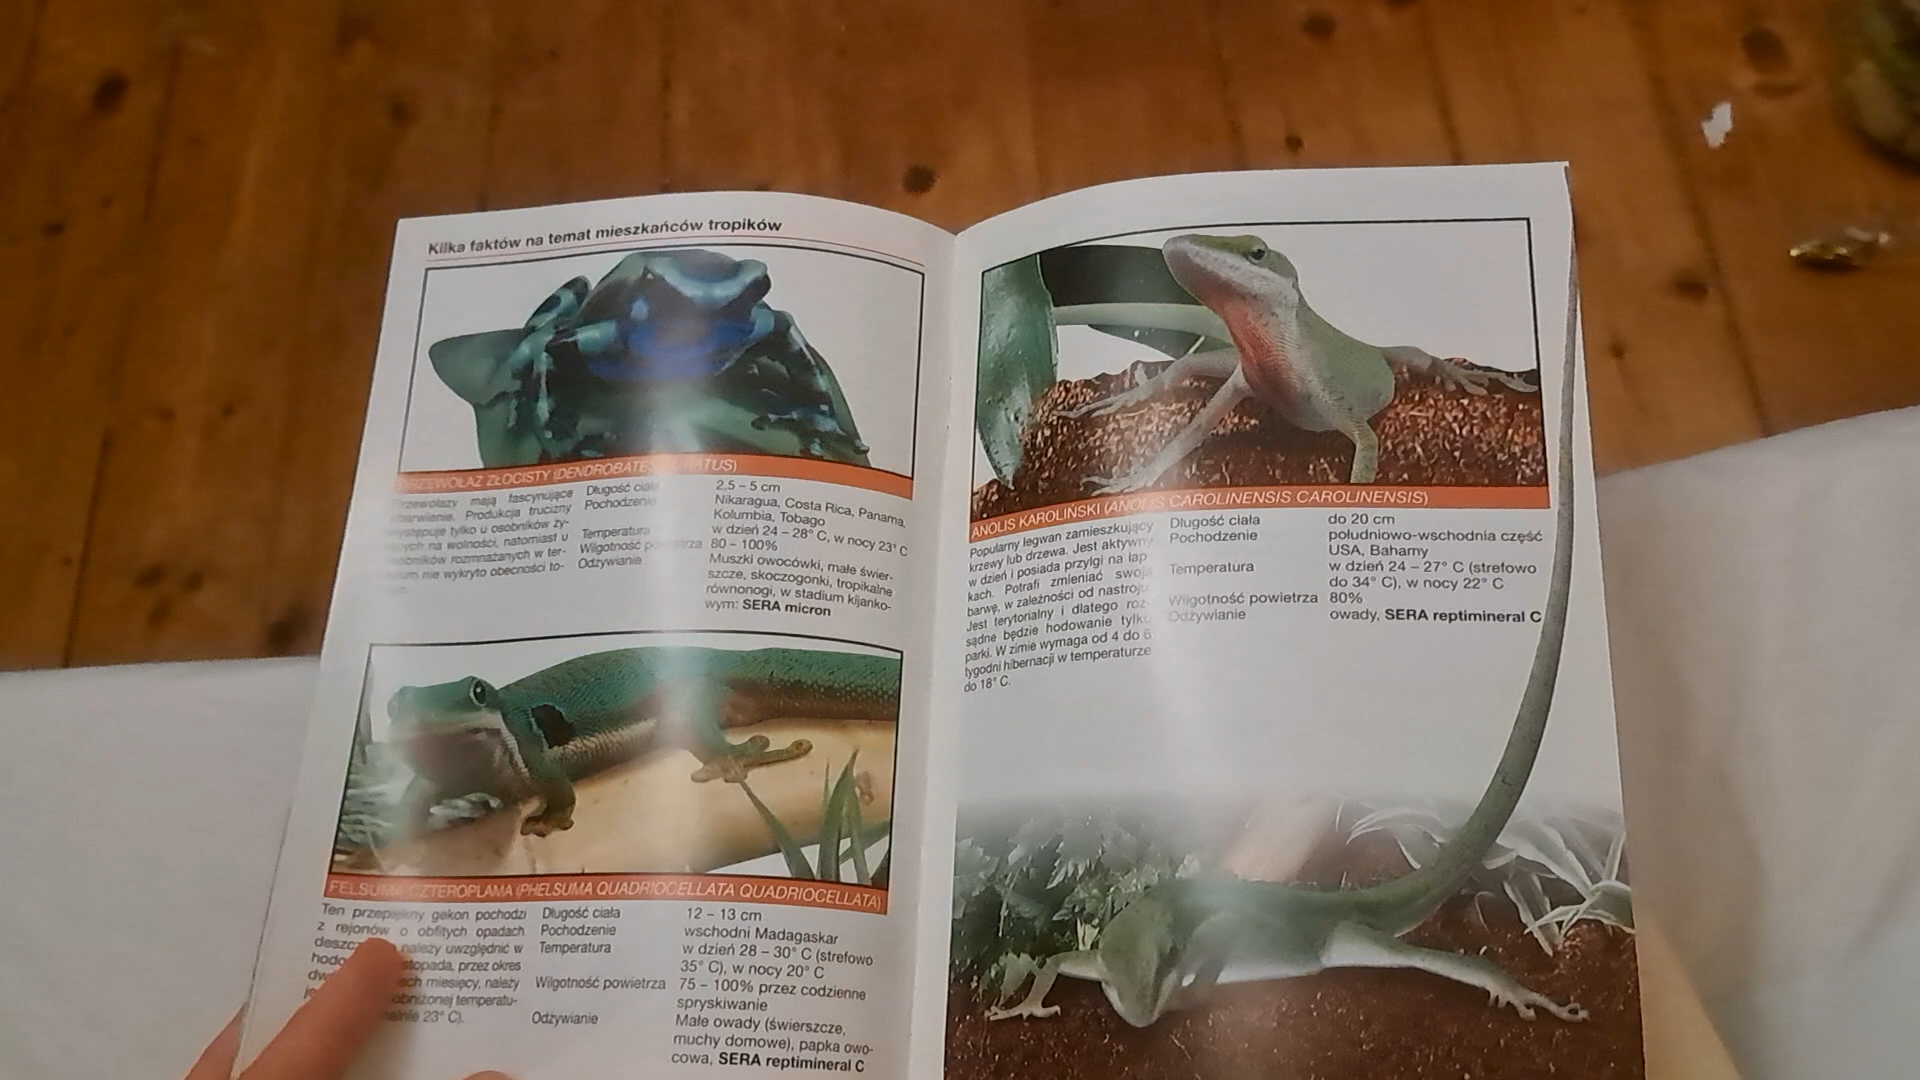 Kilka faktów na temat mieszkańców tropików
DRZEWOŁAZ ZŁOCISTY (DENDROBATES
Drzewołazy mają fascynujące
ubarwienie. Produkcja trucizny
występuje tylko u osobników ży-
na wolności, natomiast u
osobników rozmnażanych w ter-
nie wykryto obecności to-
Długość ciała 2,5 – 5 cm
Pochodzenie Nikaragua, Costa Rica, Panama,
Kolumbia, Tobago
Temperatura w dzień 24 – 28° C, w nocy 23° C
Wilgotność powietrza 80 – 100%
Odżywianie Muszki owocówki, małe świer-
szcze, skoczogonki, tropikalne
równonogi, w stadium kijanko-
wym: SERA micron
FELSUMA CZTEROPLAMA (PHELSUMA QUADRIOCELLATA QUADRIOCELLATA)
Ten przepiękny gekon pochodzi
z rejonów o obfitych opadach
należy uwzględnić w
przez okres
miesięcy, należy
temperatu-
23° C).
Długość ciała 12 – 13 cm
Pochodzenie wschodni Madagaskar
Temperatura w dzień 28 – 30° C (strefowo
35° C), w nocy 20° C
Wilgotność powietrza 75 – 100% przez codzienne
spryskiwanie
Odżywianie Małe owady (świerszcze,
muchy domowe), papka owo-
cowa, SERA reptimineral C
ANOLIS KAROLIŃSKI (ANOLIS CAROLINENSIS CAROLINENSIS)
Popularny legwan zamieszkujący
krzewy lub drzewa. Jest aktywny
w dzień i posiada przylgi na łap-
kach. Potrafi zmieniać swoją
barwę, w zależności od nastroju.
Jest terytorialny i dlatego roz-
sądne będzie hodowanie tylko
parki. W zimie wymaga od 4 do 6
tygodni hibernacji w temperaturze
do 18° C.
Długość ciała do 20 cm
Pochodzenie południowo-wschodnia część
USA, Bahamy
Temperatura w dzień 24 – 27° C (strefowo
do 34° C), w nocy 22° C
Wilgotność powietrza 80%
Odżywianie owady, SERA reptimineral C